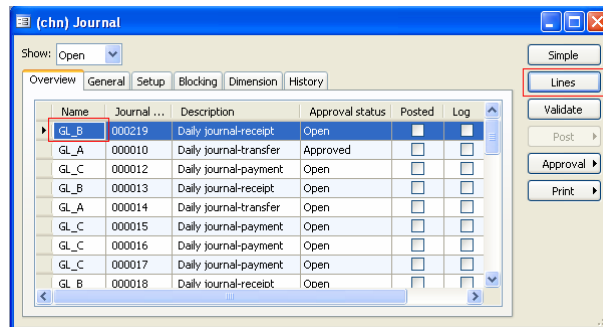 (chn) Journal
Show: Open
Simple
Overview General Setup Blocking Dimension History
Lines
Name Journal ... Description Approval status Posted Log
Validate
GL_B 000219 Daily journal-receipt Open
Post
GL_A 000010 Daily journal-transfer Approved
GL_C 000012 Daily journal-payment Open
Approval
GL_B 000013 Daily journal-receipt Open
Print
GL_A 000014 Daily journal-transfer Open
GL_C 000015 Daily journal-payment Open
GL_C 000016 Daily journal-payment Open
GL_C 000017 Daily journal-payment Open
GL_B 000018 Daily journal-receipt Open